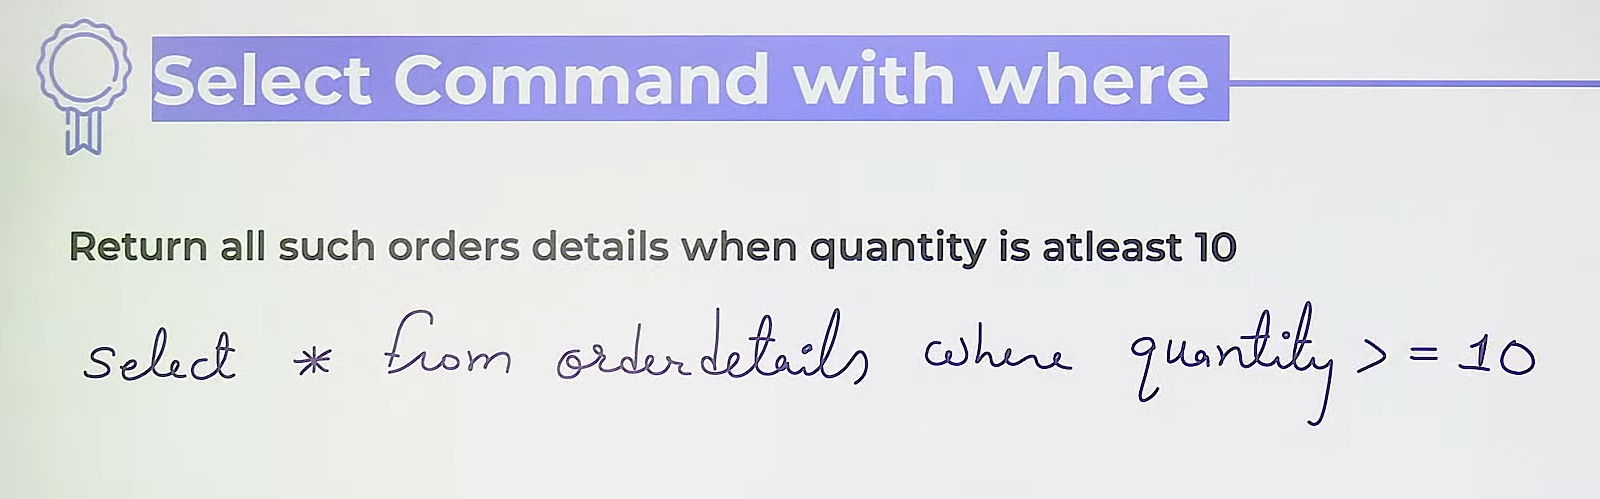 Select Command with where
Return all such orders details when quantity is atleast 10
select * from orderdetails where quantity >= 10